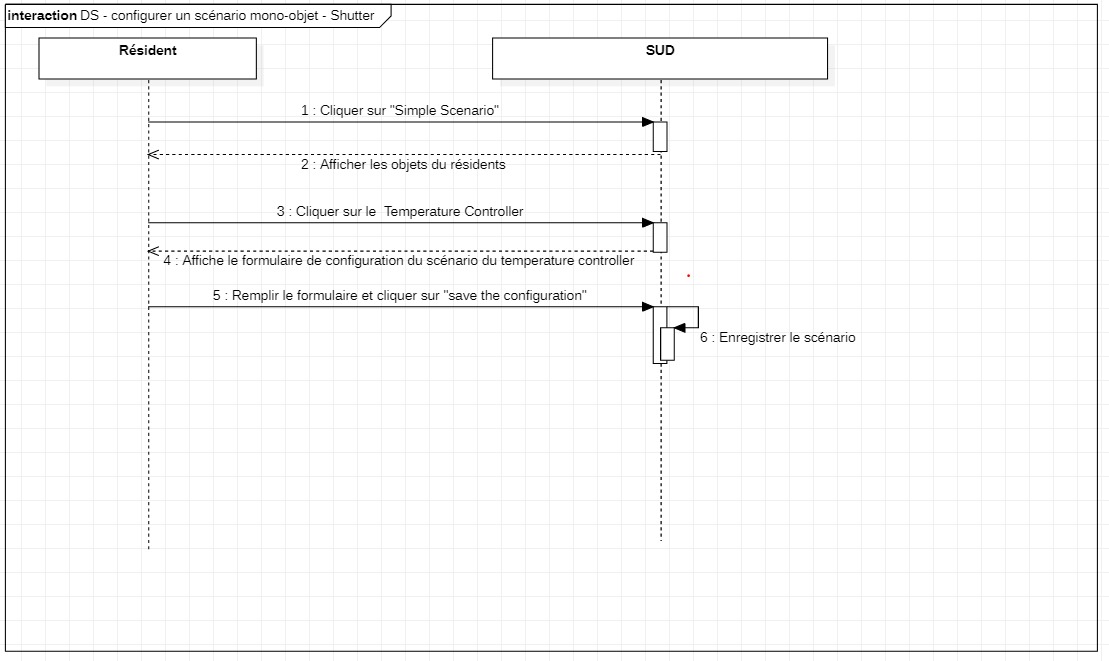 interaction DS - configurer un scénario mono-objet - Shutter
Résident
SUD
1 : Cliquer sur "Simple Scenario"
2 : Afficher les objets du résidents
3 : Cliquer sur le  Temperature Controller
4 : Affiche le formulaire de configuration du scénario du temperature controller
5 : Remplir le formulaire et cliquer sur "save the configuration"
6 : Enregistrer le scénario